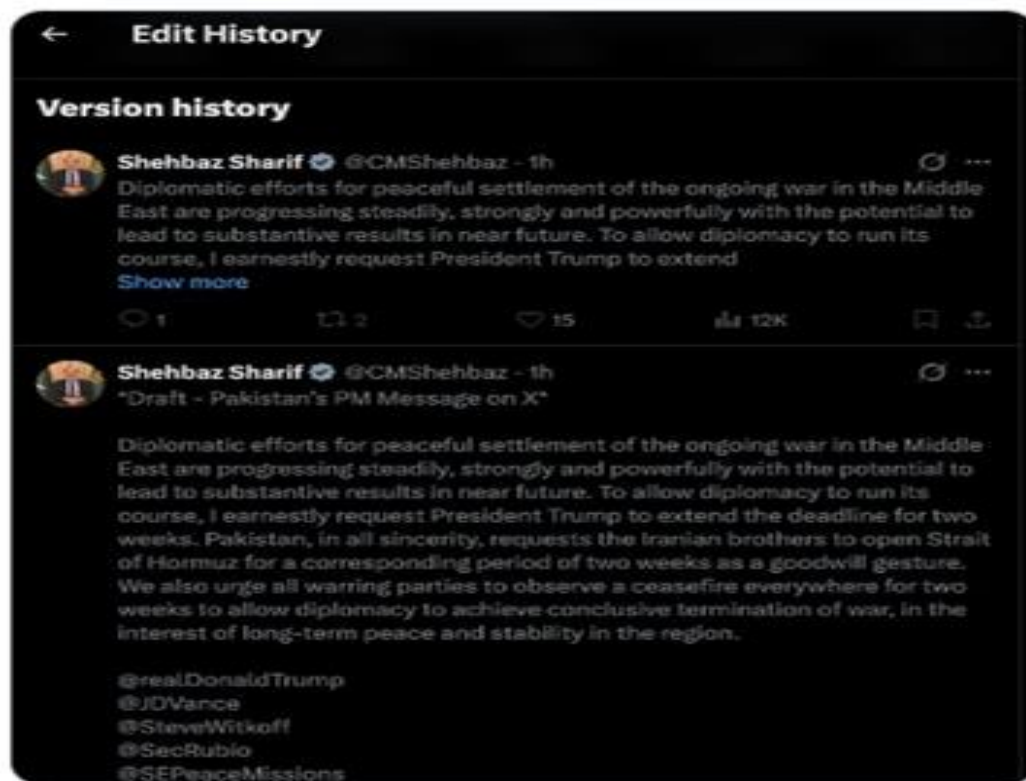 Edit History
Version history
Shehbaz Sharif @CMShehbaz - 1h
Diplomatic efforts for peaceful settlement of the ongoing war in the Middle
East are progressing steadily, strongly and powerfully with the potential to
lead to substantive results in near future. To allow diplomacy to run its
course, I earnestly request President Trump to extend
Show more
1 2 15 12K
Shehbaz Sharif @CMShehbaz - 1h
*Draft - Pakistan's PM Message on X*
Diplomatic efforts for peaceful settlement of the ongoing war in the Middle
East are progressing steadily, strongly and powerfully with the potential to
lead to substantive results in near future. To allow diplomacy to run its
course, I earnestly request President Trump to extend the deadline for two
weeks. Pakistan, in all sincerity, requests the Iranian brothers to open Strait
of Hormuz for a corresponding period of two weeks as a goodwill gesture.
We also urge all warring parties to observe a ceasefire everywhere for two
weeks to allow diplomacy to achieve conclusive termination of war, in the
interest of long-term peace and stability in the region.
@realDonaldTrump
@JDVance
@SteveWitkoff
@SecRubio
@SEPeaceMissions